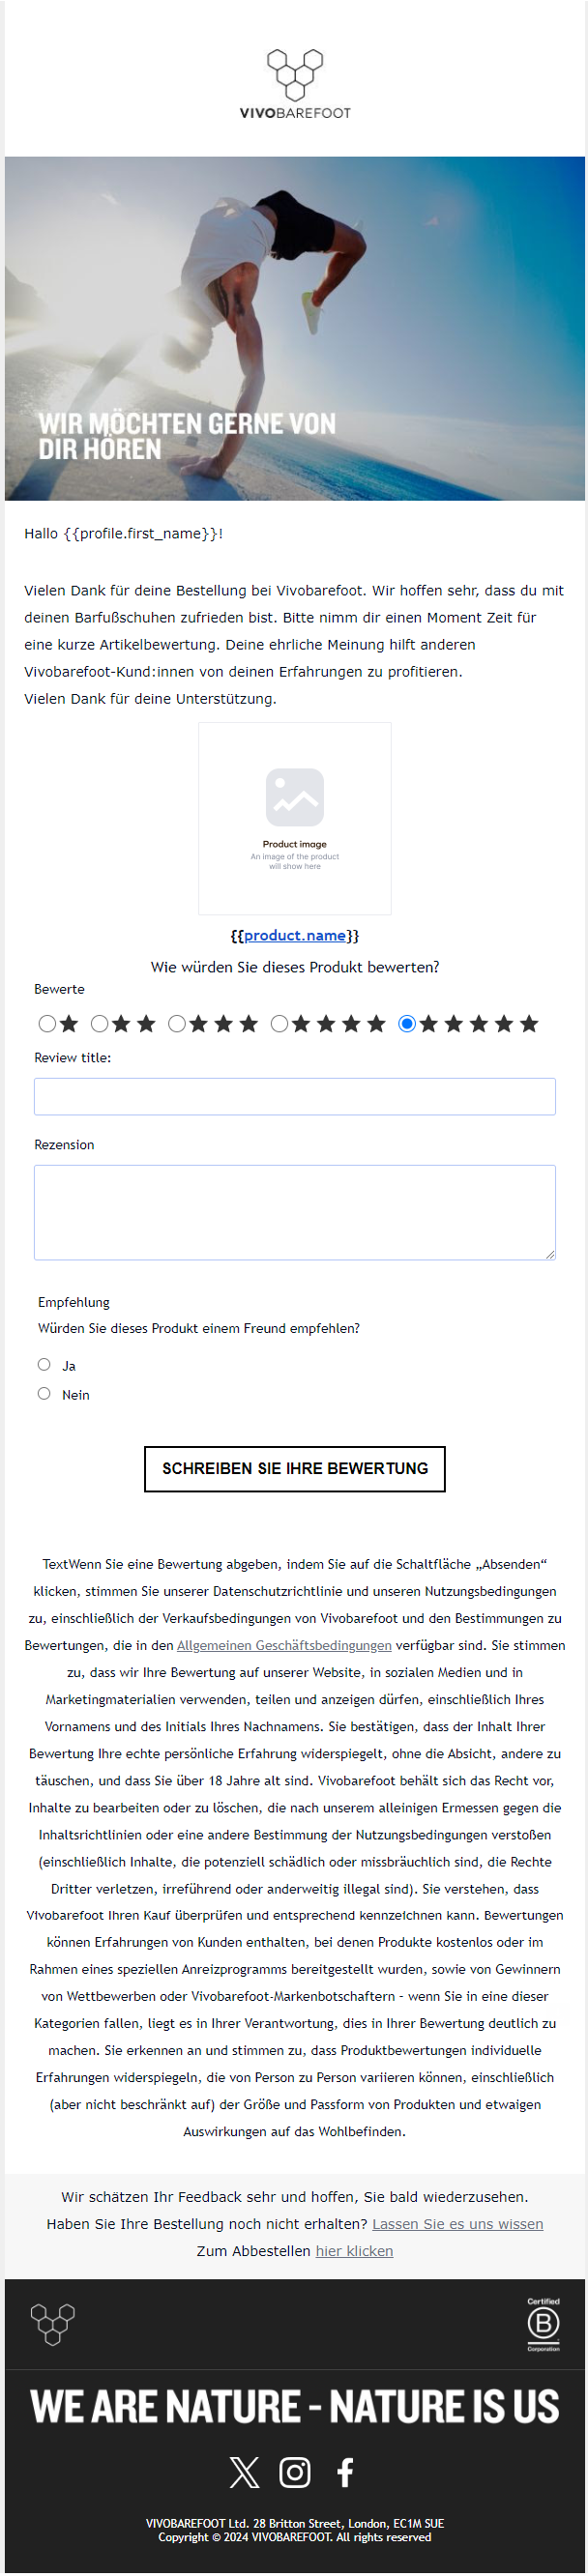 VIVOBAREFOOT
WIR MÖCHTEN GERNE VON
DIR HÖREN
Hallo {{profile.first_name}}!
Vielen Dank für deine Bestellung bei Vivobarefoot. Wir hoffen sehr, dass du mit
deinen Barfußschuhen zufrieden bist. Bitte nimm dir einen Moment Zeit für
eine kurze Artikelbewertung. Deine ehrliche Meinung hilft anderen
Vivobarefoot-Kund:innen von deinen Erfahrungen zu profitieren.
Vielen Dank für deine Unterstützung.
Product image
An image of the product
will show here
{{product.name}}
Wie würden Sie dieses Produkt bewerten?
Bewerte
Review title:
Rezension
Empfehlung
Würden Sie dieses Produkt einem Freund empfehlen?
Ja
Nein
SCHREIBEN SIE IHRE BEWERTUNG
TextWenn Sie eine Bewertung abgeben, indem Sie auf die Schaltfläche „Absenden“
klicken, stimmen Sie unserer Datenschutzrichtlinie und unseren Nutzungsbedingungen
zu, einschließlich der Verkaufsbedingungen von Vivobarefoot und den Bestimmungen zu
Bewertungen, die in den Allgemeinen Geschäftsbedingungen verfügbar sind. Sie stimmen
zu, dass wir Ihre Bewertung auf unserer Website, in sozialen Medien und in
Marketingmaterialien verwenden, teilen und anzeigen dürfen, einschließlich Ihres
Vornamens und des Initials Ihres Nachnamens. Sie bestätigen, dass der Inhalt Ihrer
Bewertung Ihre echte persönliche Erfahrung widerspiegelt, ohne die Absicht, andere zu
täuschen, und dass Sie über 18 Jahre alt sind. Vivobarefoot behält sich das Recht vor,
Inhalte zu bearbeiten oder zu löschen, die nach unserem alleinigen Ermessen gegen die
Inhaltsrichtlinien oder eine andere Bestimmung der Nutzungsbedingungen verstoßen
(einschließlich Inhalte, die potenziell schädlich oder missbräuchlich sind, die Rechte
Dritter verletzen, irreführend oder anderweitig illegal sind). Sie verstehen, dass
Vivobarefoot Ihren Kauf überprüfen und entsprechend kennzeichnen kann. Bewertungen
können Erfahrungen von Kunden enthalten, bei denen Produkte kostenlos oder im
Rahmen eines speziellen Anreizprogramms bereitgestellt wurden, sowie von Gewinnern
von Wettbewerben oder Vivobarefoot-Markenbotschaftern – wenn Sie in eine dieser
Kategorien fallen, liegt es in Ihrer Verantwortung, dies in Ihrer Bewertung deutlich zu
machen. Sie erkennen an und stimmen zu, dass Produktbewertungen individuelle
Erfahrungen widerspiegeln, die von Person zu Person variieren können, einschließlich
(aber nicht beschränkt auf) der Größe und Passform von Produkten und etwaigen
Auswirkungen auf das Wohlbefinden.
Wir schätzen Ihr Feedback sehr und hoffen, Sie bald wiederzusehen.
Haben Sie Ihre Bestellung noch nicht erhalten? Lassen Sie es uns wissen
Zum Abbestellen hier klicken
Certified
B
Corporation
WE ARE NATURE - NATURE IS US
VIVOBAREFOOT Ltd. 28 Britton Street, London, EC1M 5UE
Copyright © 2024 VIVOBAREFOOT. All rights reserved